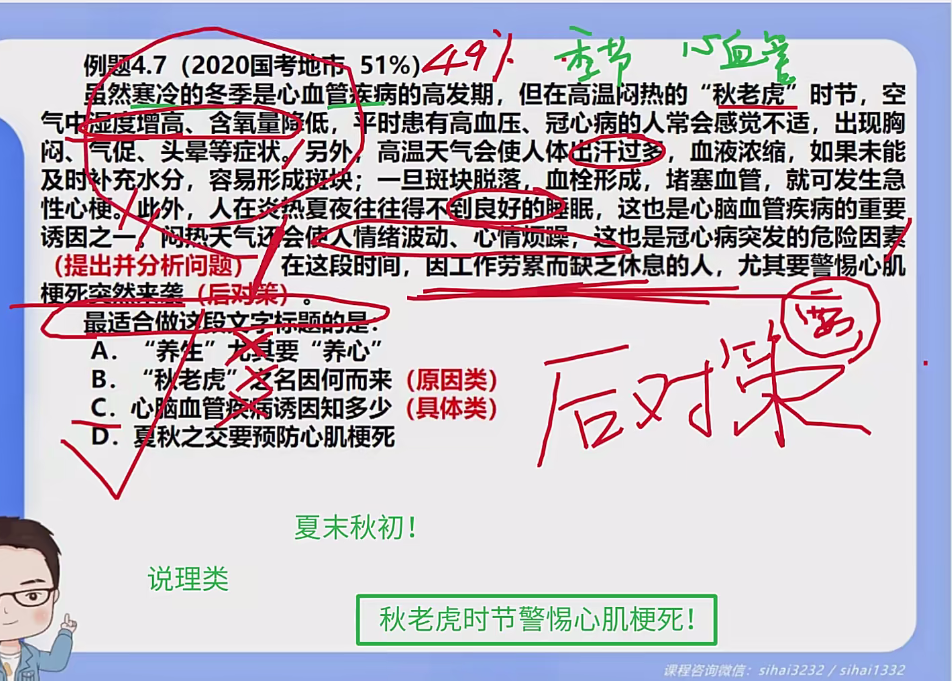 例题4.7（2020国考地市，51%） 49% 季节 心血管
虽然寒冷的冬季是心血管疾病的高发期，但在高温闷热的“秋老虎”时节，空
气中湿度增高、含氧量降低，平时患有高血压、冠心病的人常会感觉不适，出现胸
闷、气促、头晕等症状。另外，高温天气会使人体出汗过多，血液浓缩，如果未能
及时补充水分，容易形成斑块；一旦斑块脱落，血栓形成，堵塞血管，就可发生急
性心梗。此外，人在炎热夏夜往往得不到良好的睡眠，这也是心脑血管疾病的重要
诱因之一。闷热天气还会使人情绪波动、心情烦躁，这也是冠心病突发的危险因素
（提出并分析问题）。在这段时间，因工作劳累而缺乏休息的人，尤其要警惕心肌
梗死突然来袭（后对策）。
最适合做这段文字标题的是：
A．“养生”尤其要“养心”
B．“秋老虎”之名因何而来（原因类）
C．心脑血管疾病诱因知多少（具体类）
D．夏秋之交要预防心肌梗死
后对策
夏末秋初！
说理类
秋老虎时节警惕心肌梗死！
课程咨询微信：sihai3232 / sihai1332